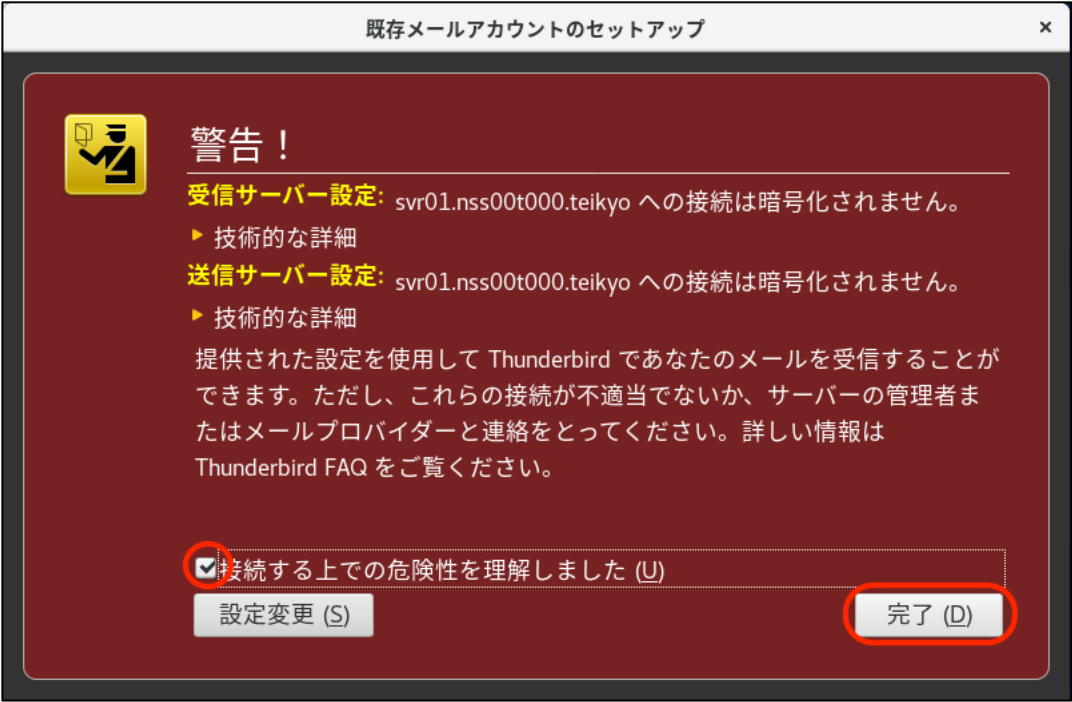 既存メールアカウントのセットアップ
×
警告！
受信サーバー設定: svr01.nss00t000.teikyo への接続は暗号化されません。
技術的な詳細
送信サーバー設定: svr01.nss00t000.teikyo への接続は暗号化されません。
技術的な詳細
提供された設定を使用して Thunderbird であなたのメールを受信することが
できます。ただし、これらの接続が不適当でないか、サーバーの管理者ま
たはメールプロバイダーと連絡をとってください。詳しい情報は
Thunderbird FAQ をご覧ください。
接続する上での危険性を理解しました (U)
設定変更 (S)
完了 (D)